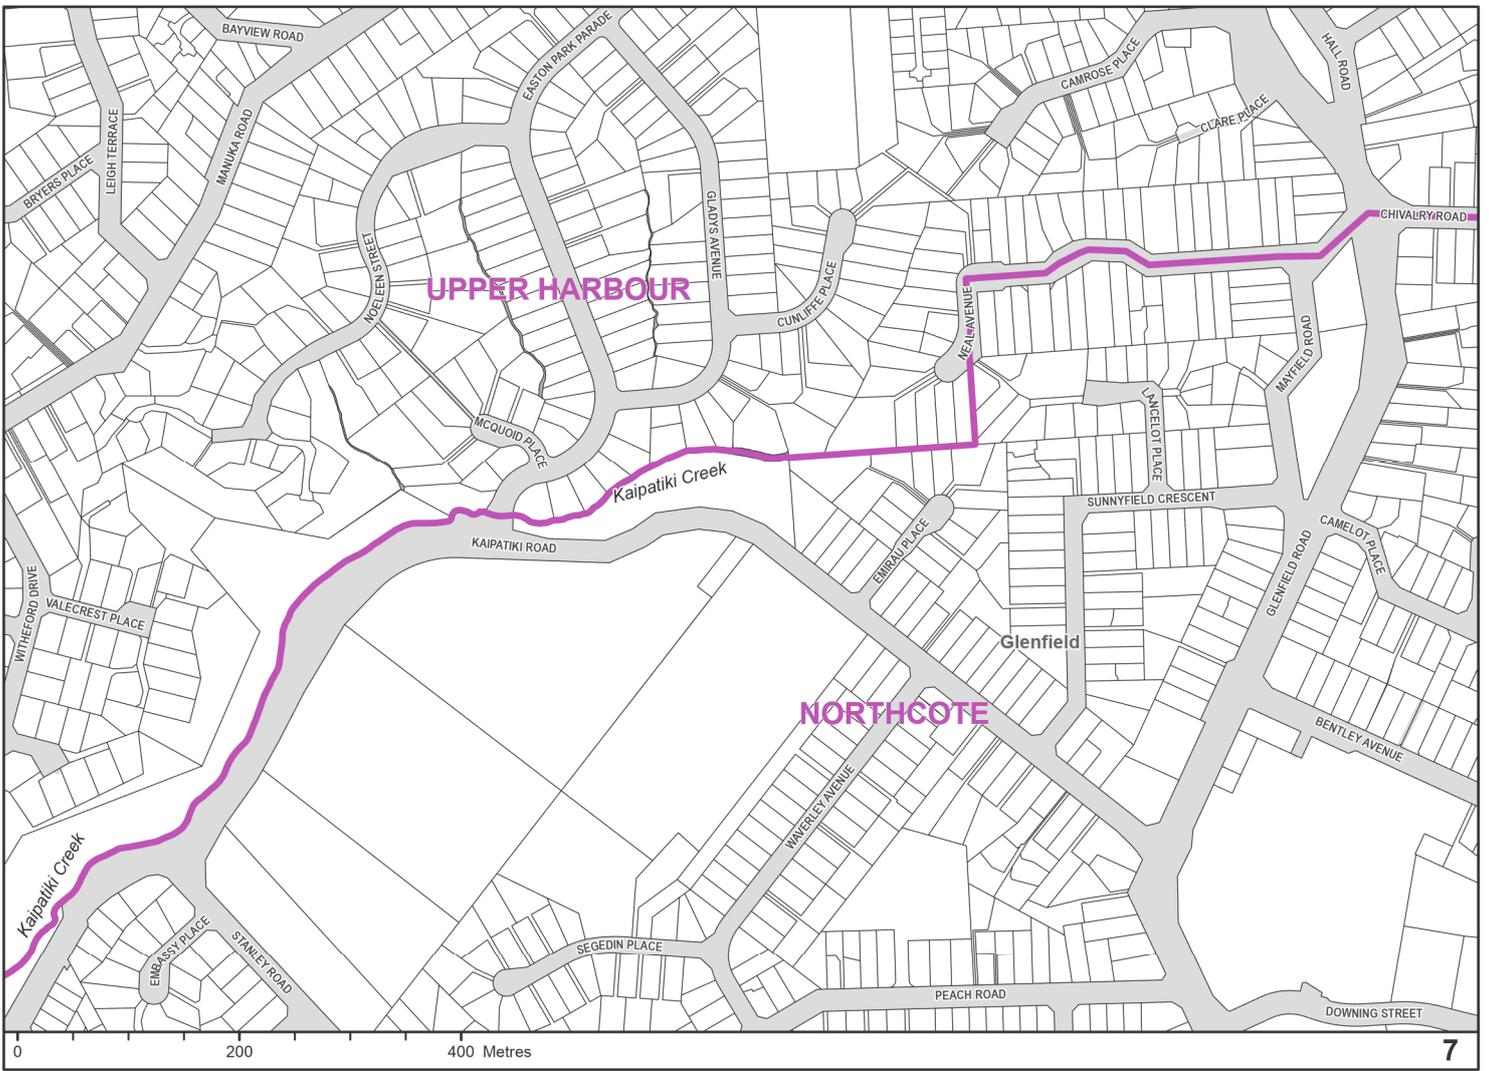 BAYVIEW ROAD
EASTON PARK PARADE
HALL ROAD
CAMROSE PLACE
CLARE PLACE
LEIGH TERRACE
MANUKA ROAD
BRYERS PLACE
GLADYS AVENUE
CHIVALRY ROAD
NOELEEN STREET
UPPER HARBOUR
CUNLIFFE PLACE
NEAL AVENUE
MAYFIELD ROAD
LANCELOT PLACE
MCQUOID PLACE
Kaipatiki Creek
SUNNYFIELD CRESCENT
CAMELOT PLACE
KAIPATIKI ROAD
EMIRAU PLACE
GLENFIELD ROAD
WITHEFORD DRIVE
VALECREST PLACE
Glenfield
NORTHCOTE
BENTLEY AVENUE
WAVERLEY AVENUE
Kaipatiki Creek
EMBASSY PLACE
STANLEY ROAD
SEGEDIN PLACE
PEACH ROAD
DOWNING STREET
0 200 400 Metres
7